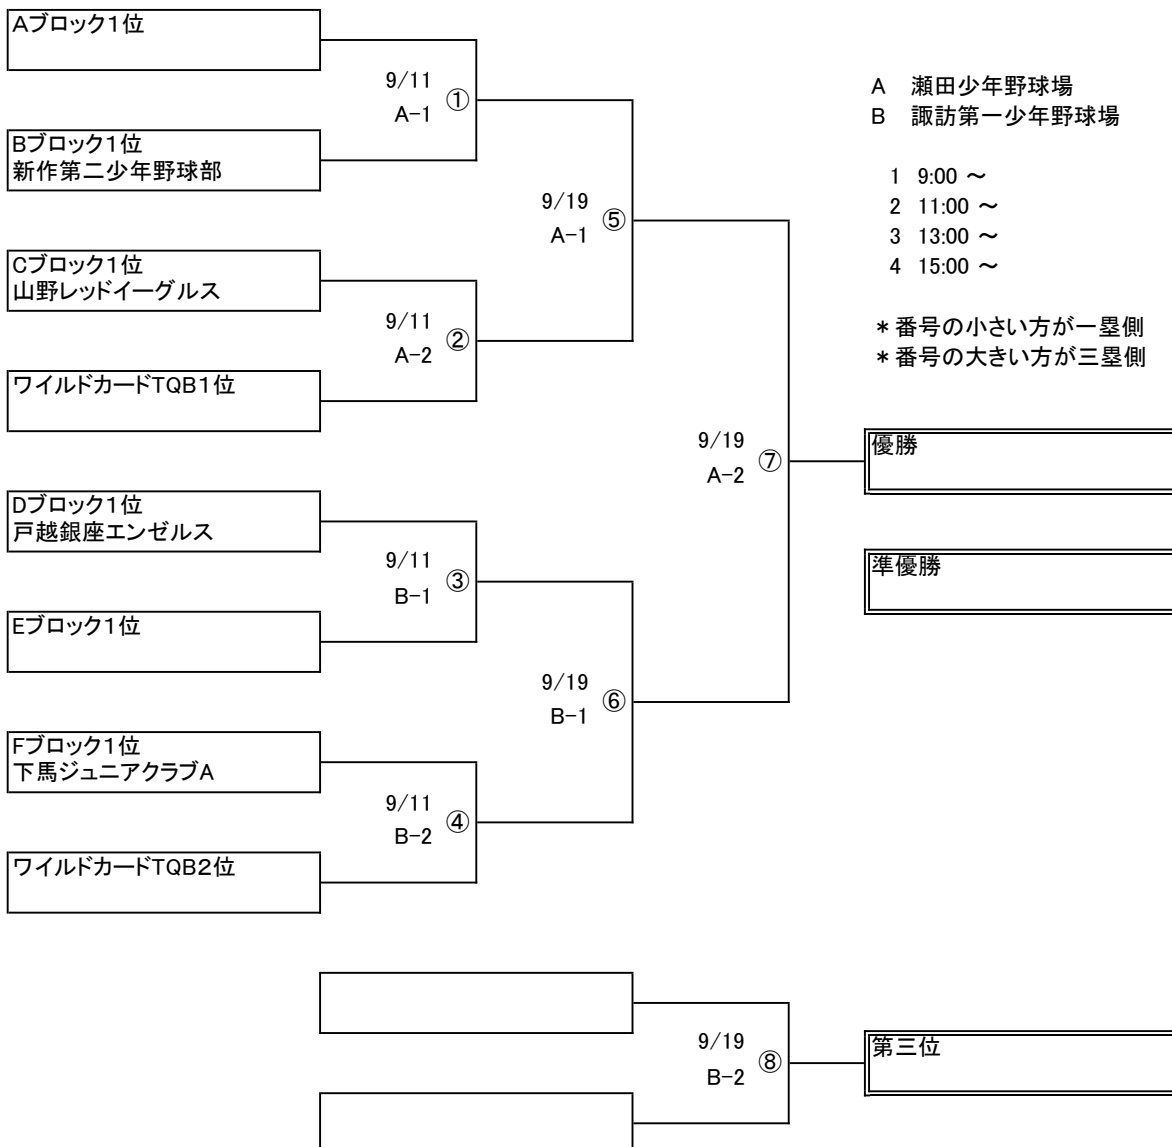 Aブロック1位
9/11
①
A-1
Bブロック1位
新作第二少年野球部
9/19
⑤
A-1
Cブロック1位
山野レッドイーグルス
9/11
②
A-2
ワイルドカードTQB1位
9/19
⑦
A-2
Dブロック1位
戸越銀座エンゼルス
9/11
③
B-1
Eブロック1位
9/19
⑥
B-1
Fブロック1位
下馬ジュニアクラブA
9/11
④
B-2
ワイルドカードTQB2位
9/19
⑧
B-2
A 瀬田少年野球場
B 諏訪第一少年野球場
1 9:00 ～
2 11:00 ～
3 13:00 ～
4 15:00 ～
＊番号の小さい方が一塁側
＊番号の大きい方が三塁側
優勝
準優勝
第三位